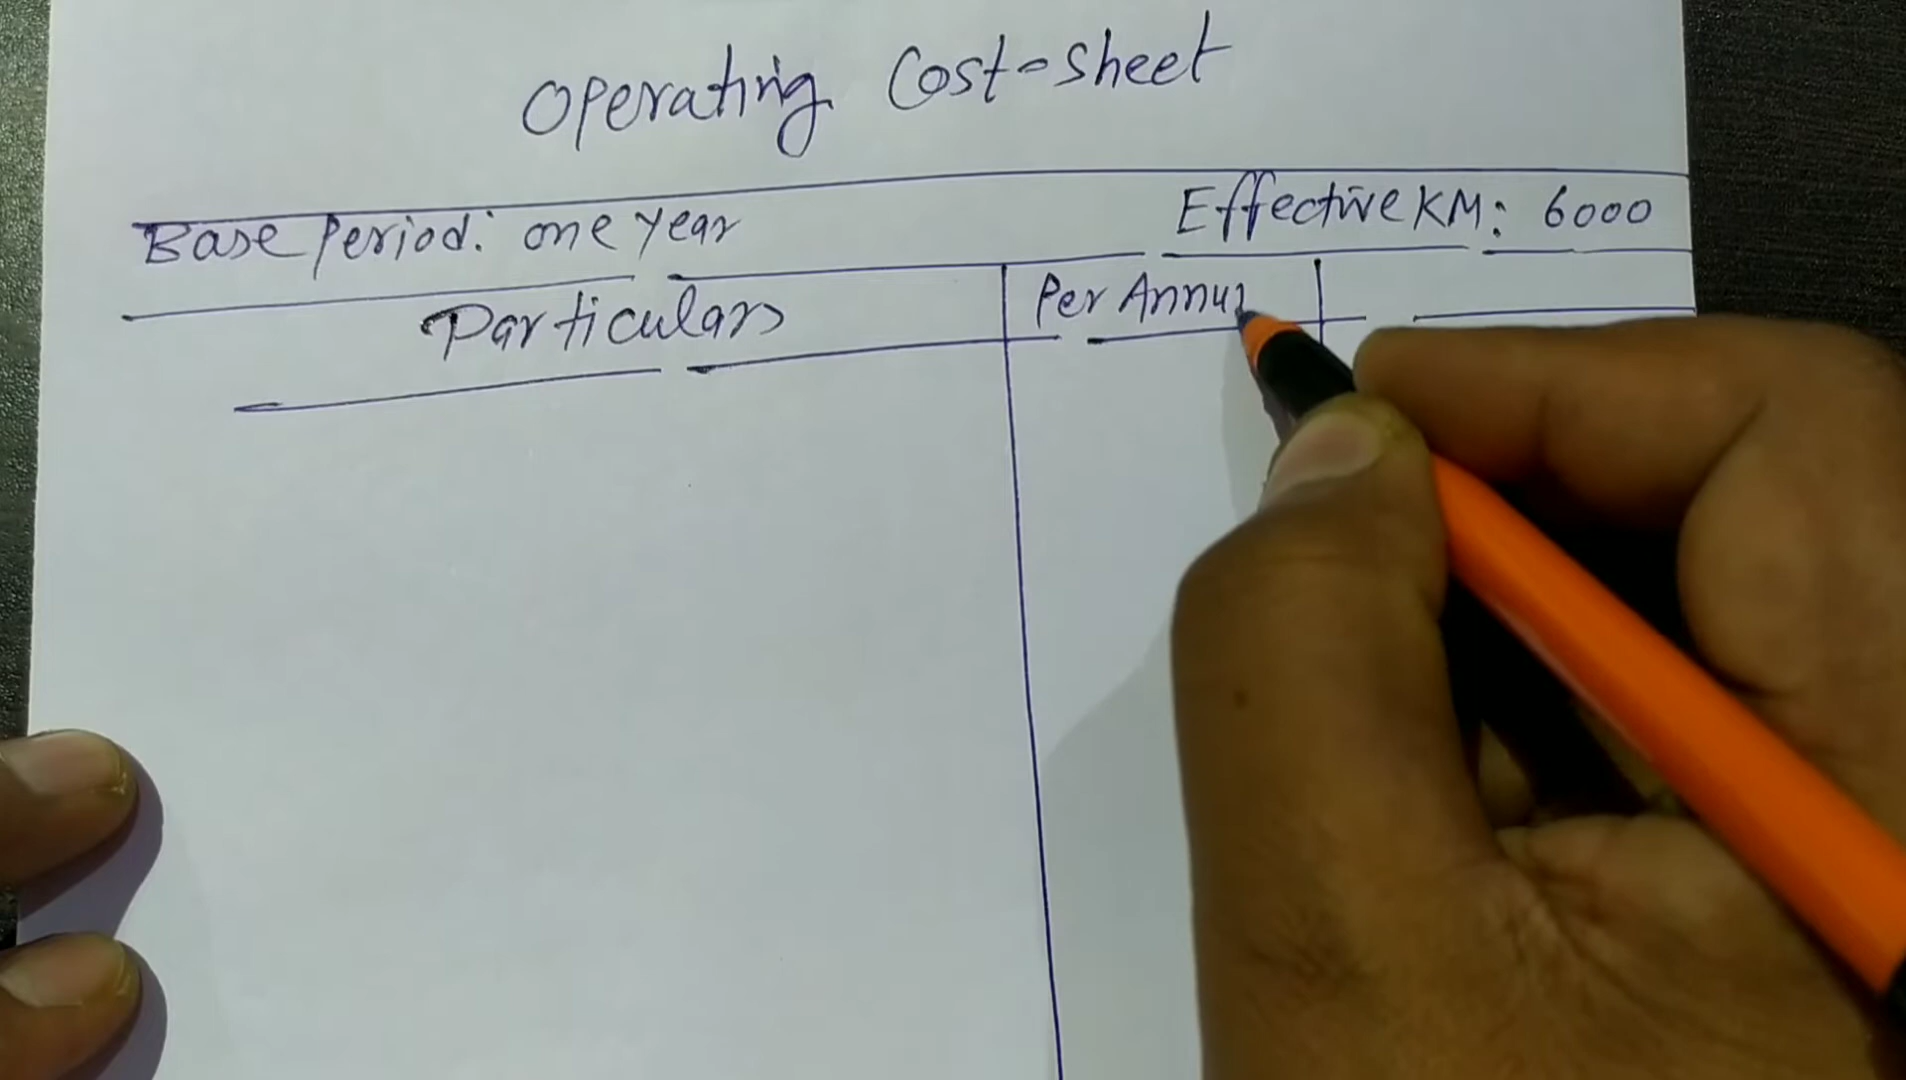 Operating Cost-Sheet
Base Period: one year Effective KM: 6000
Particulars Per Annu